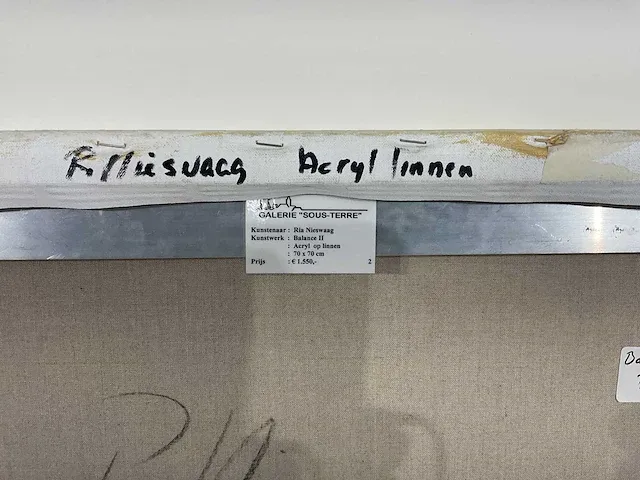 R. Nieswaag Acryl linnen
GALERIE "SOUS-TERRE"
Kunstenaar : Ria Nieswaag
Kunstwerk : Balance II
: Acryl op linnen
: 70 x 70 cm
Prijs : € 1.550,- 2